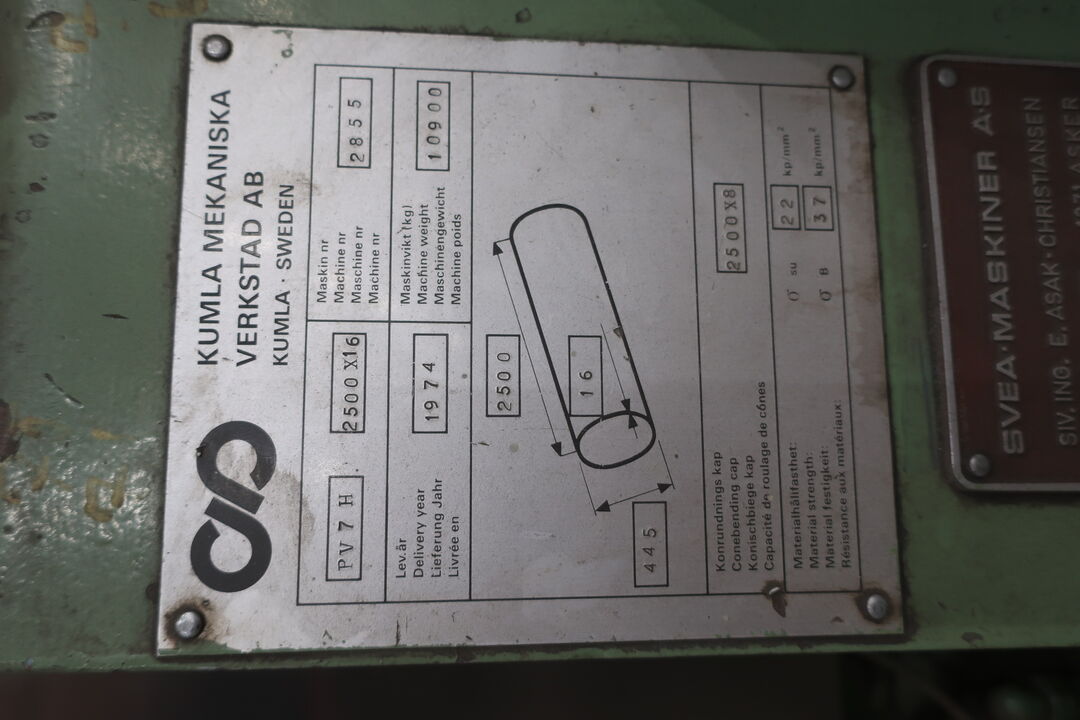 KUMLA MEKANISKA
VERKSTAD AB
KUMLA · SWEDEN
PV 7 H
2500 X16
Maskin nr
Machine nr
Maschine nr
Machine nr
2855
Lev.år
Delivery year
Lieferung Jahr
Livrée en
1974
Maskinvikt (kg)
Machine weight
Maschinengewicht
Machine poids
10900
2500
16
445
Konrundnings kap
Conebending cap
Konischbiege kap
Capacité de roulage de cônes
2500X8
Materialhållfasthet:
Material strength:
Material festigkeit:
Résistance aux matériaux:
σ su 22 kp/mm²
σ B 37 kp/mm²
SVEA·MASKINER A·S
SIV. ING. E. ASAK-CHRISTIANSEN
ASKER